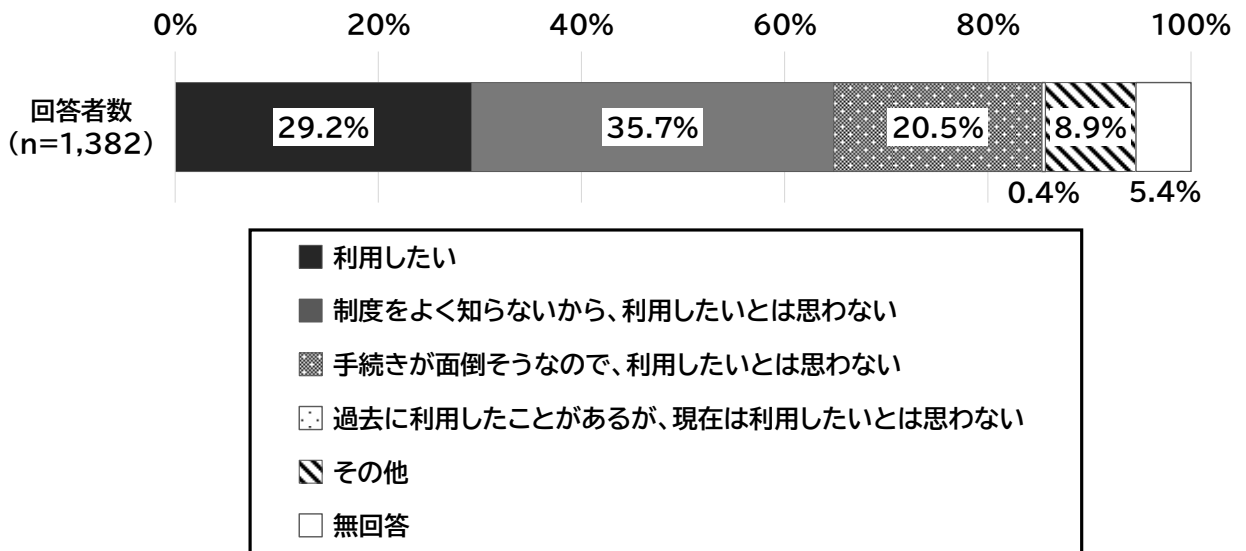 0% 20% 40% 60% 80% 100%
回答者数
(n=1,382)
29.2% 35.7% 20.5% 8.9%
0.4% 5.4%
利用したい
制度をよく知らないから、利用したいとは思わない
手続きが面倒そうなので、利用したいとは思わない
過去に利用したことがあるが、現在は利用したいとは思わない
その他
無回答